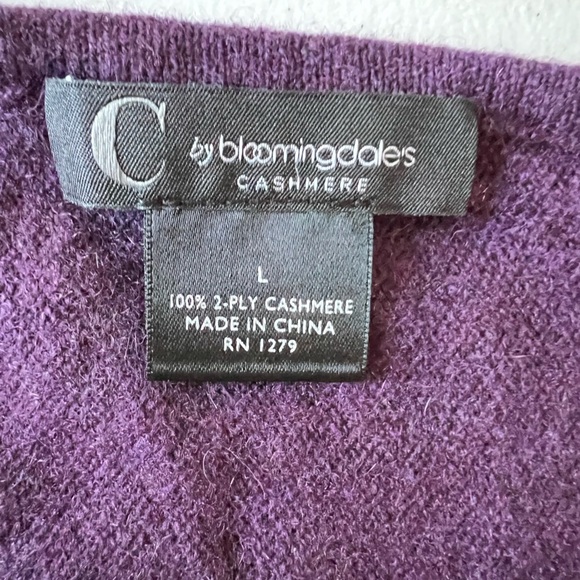 C by bloomingdale's
CASHMERE
L
100% 2-PLY CASHMERE
MADE IN CHINA
RN 1279